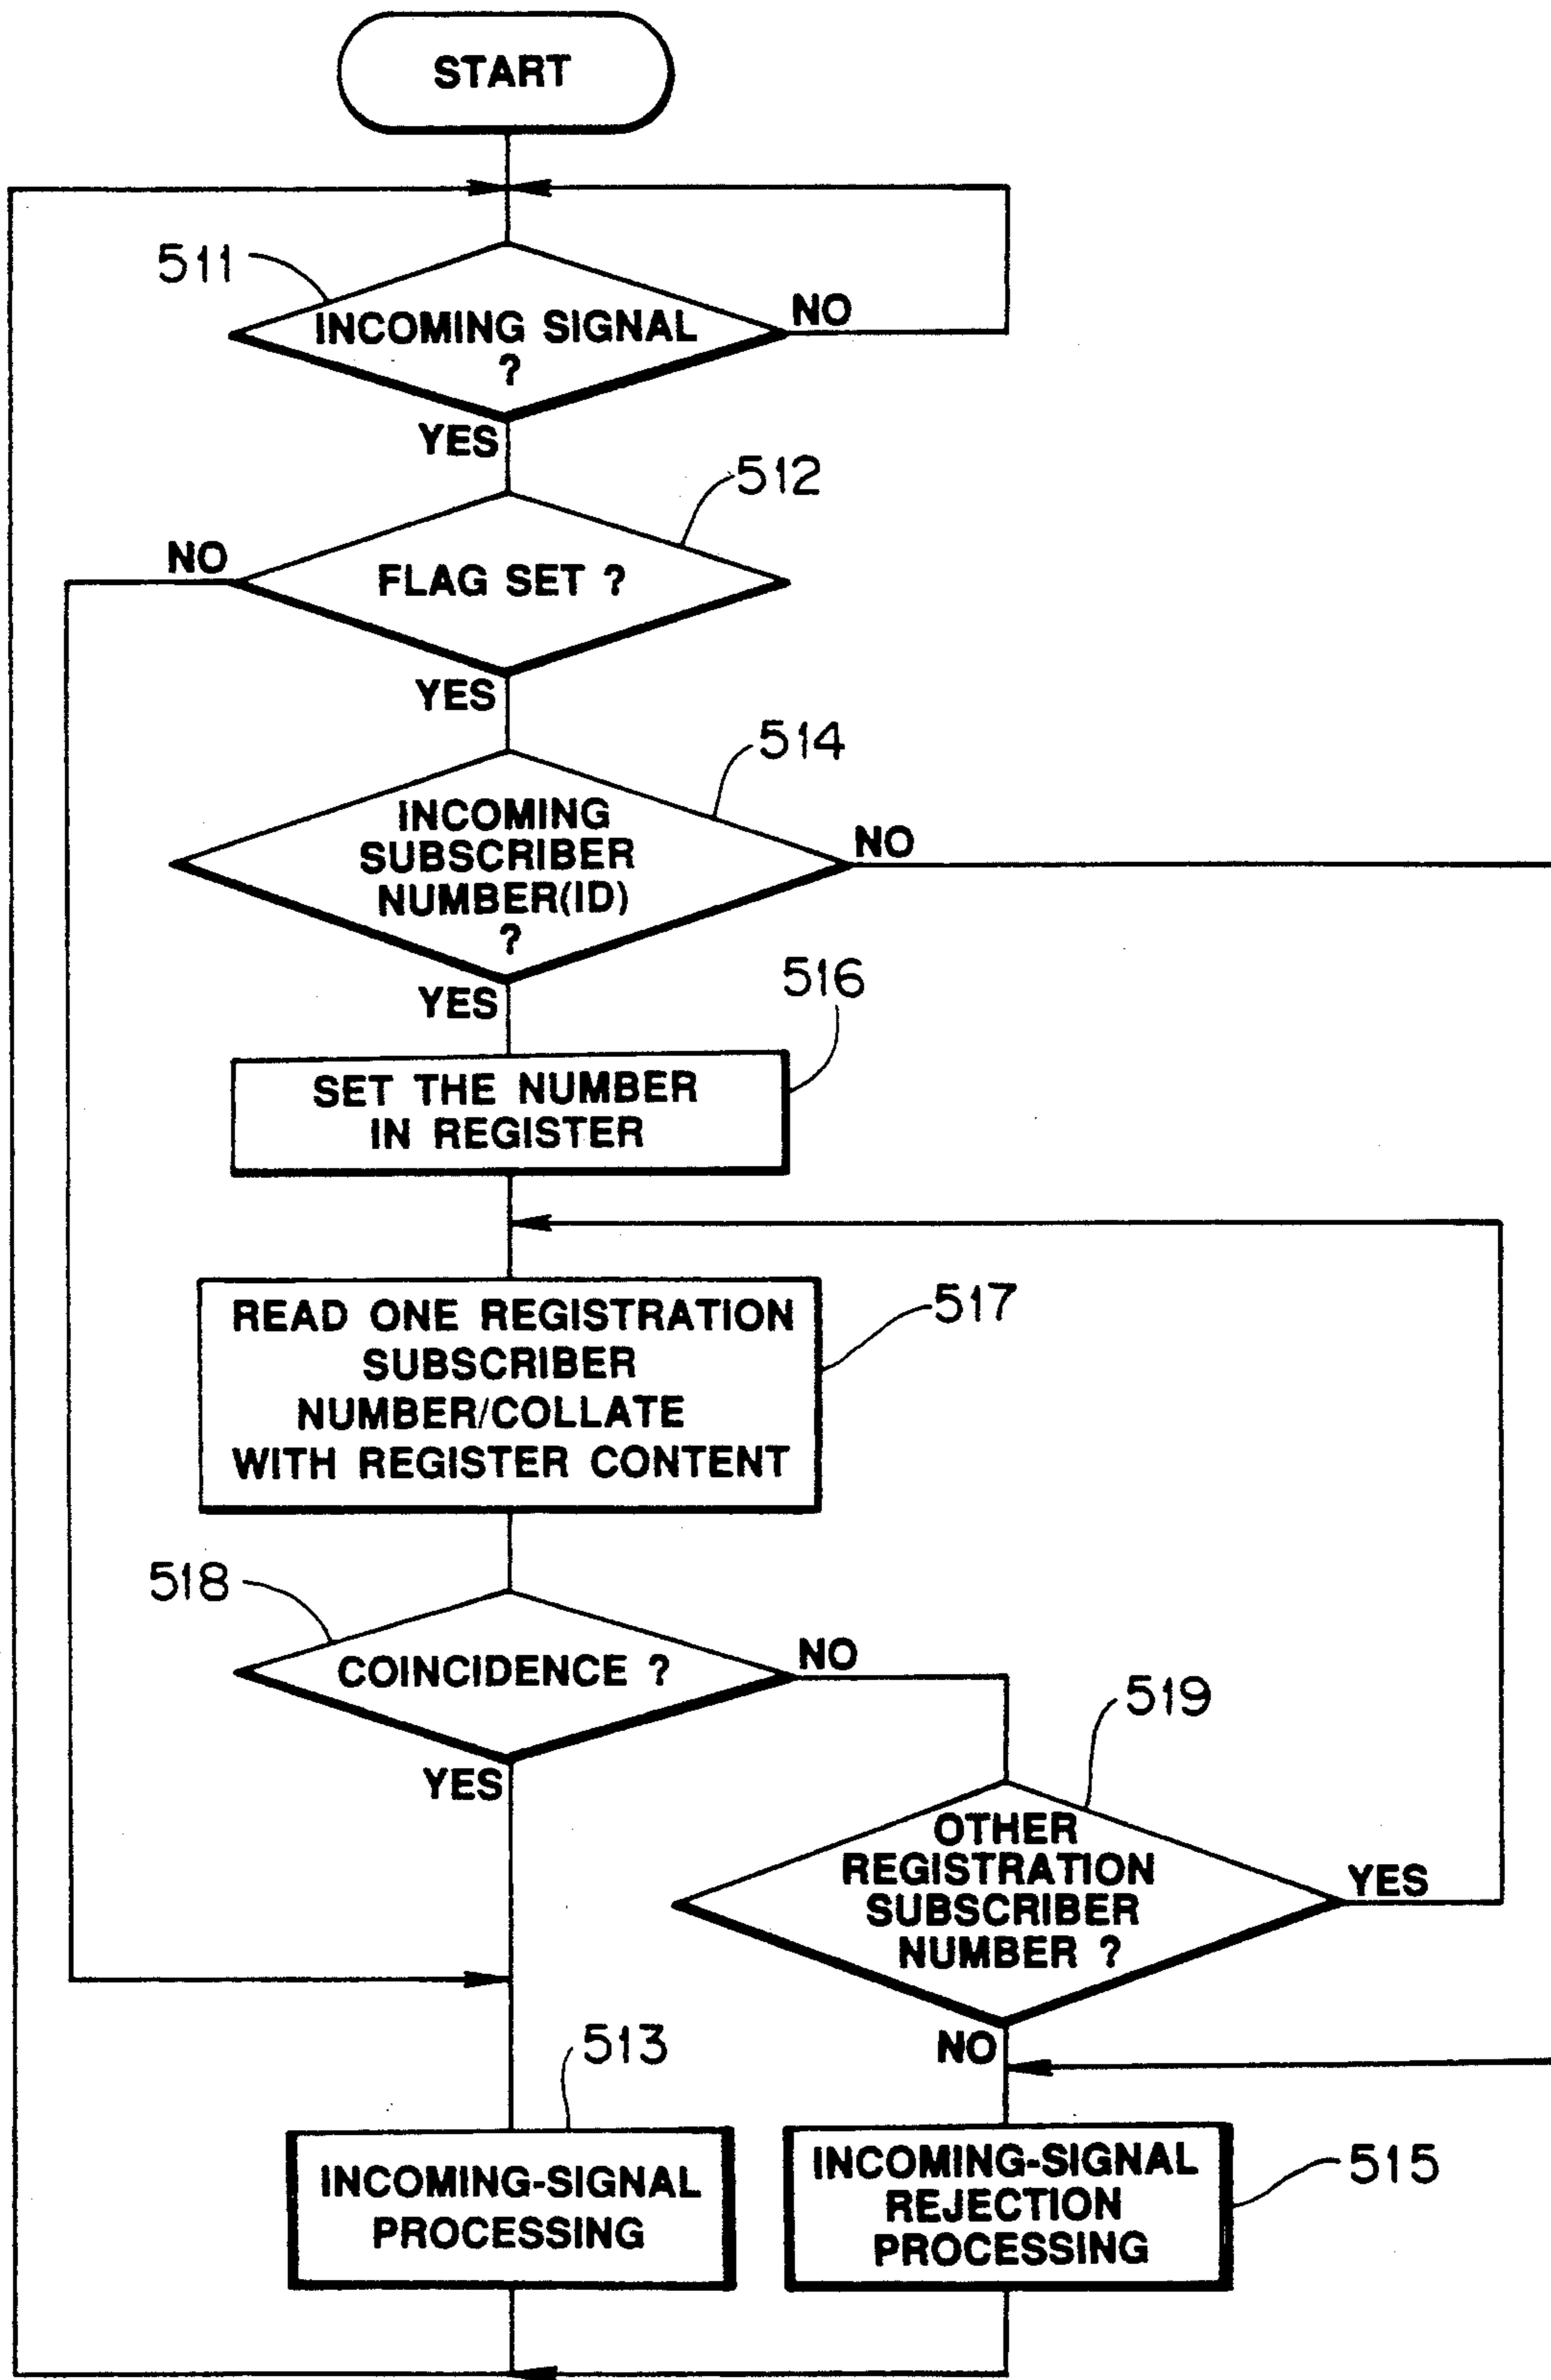 START
511
INCOMING SIGNAL
?
NO
YES
512
NO
FLAG SET ?
YES
514
INCOMING
SUBSCRIBER
NUMBER(ID)
?
NO
YES
516
SET THE NUMBER
IN REGISTER
517
READ ONE REGISTRATION
SUBSCRIBER
NUMBER/COLLATE
WITH REGISTER CONTENT
518
COINCIDENCE ?
NO
YES
519
OTHER
REGISTRATION
SUBSCRIBER
NUMBER ?
YES
NO
513
INCOMING-SIGNAL
PROCESSING
INCOMING-SIGNAL
REJECTION
PROCESSING
515